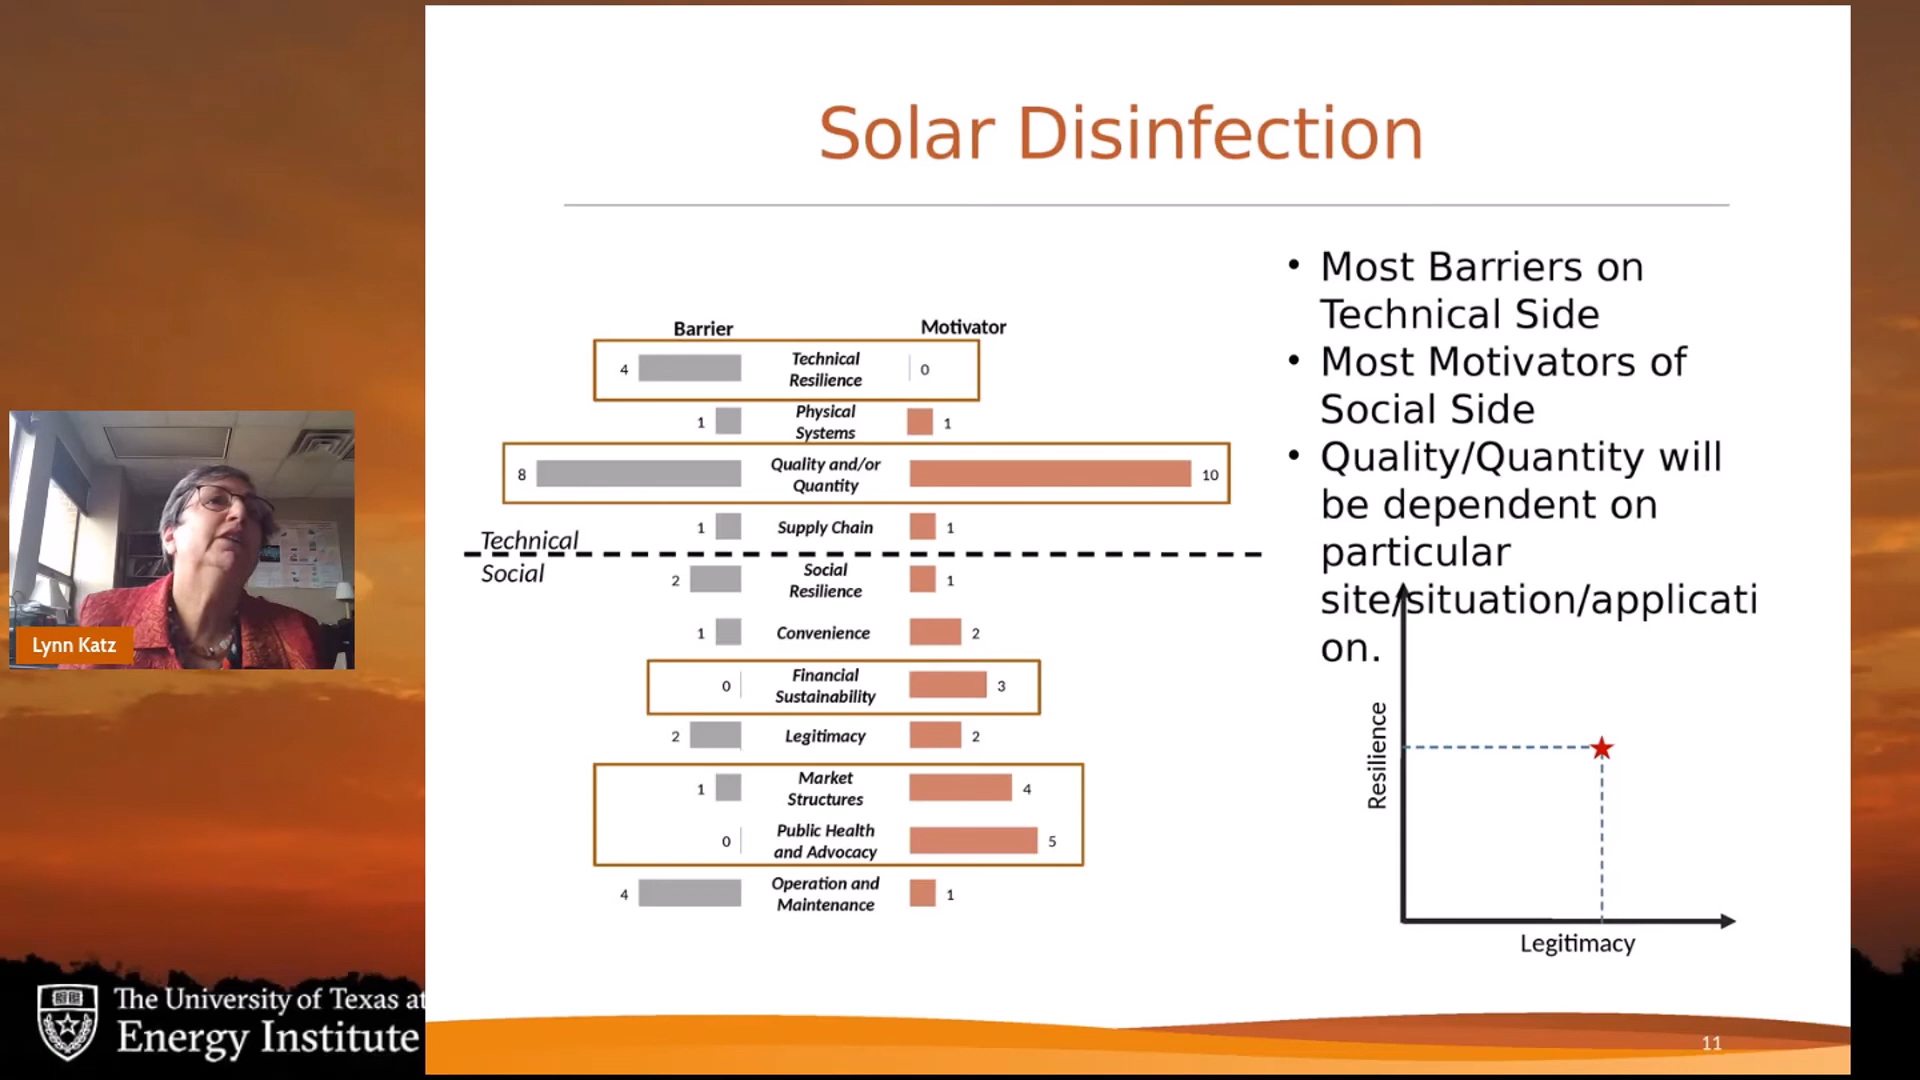 Solar Disinfection
Barrier
Motivator
4 Technical Resilience 0
1 Physical Systems 1
8 Quality and/or Quantity 10
1 Supply Chain 1
Technical
Social
2 Social Resilience 1
1 Convenience 2
0 Financial Sustainability 3
2 Legitimacy 2
1 Market Structures 4
0 Public Health and Advocacy 5
4 Operation and Maintenance 1
• Most Barriers on
Technical Side
• Most Motivators of
Social Side
• Quality/Quantity will
be dependent on
particular
site/situation/applicati
on.
Resilience
Legitimacy
Lynn Katz
The University of Texas at
Energy Institute
11